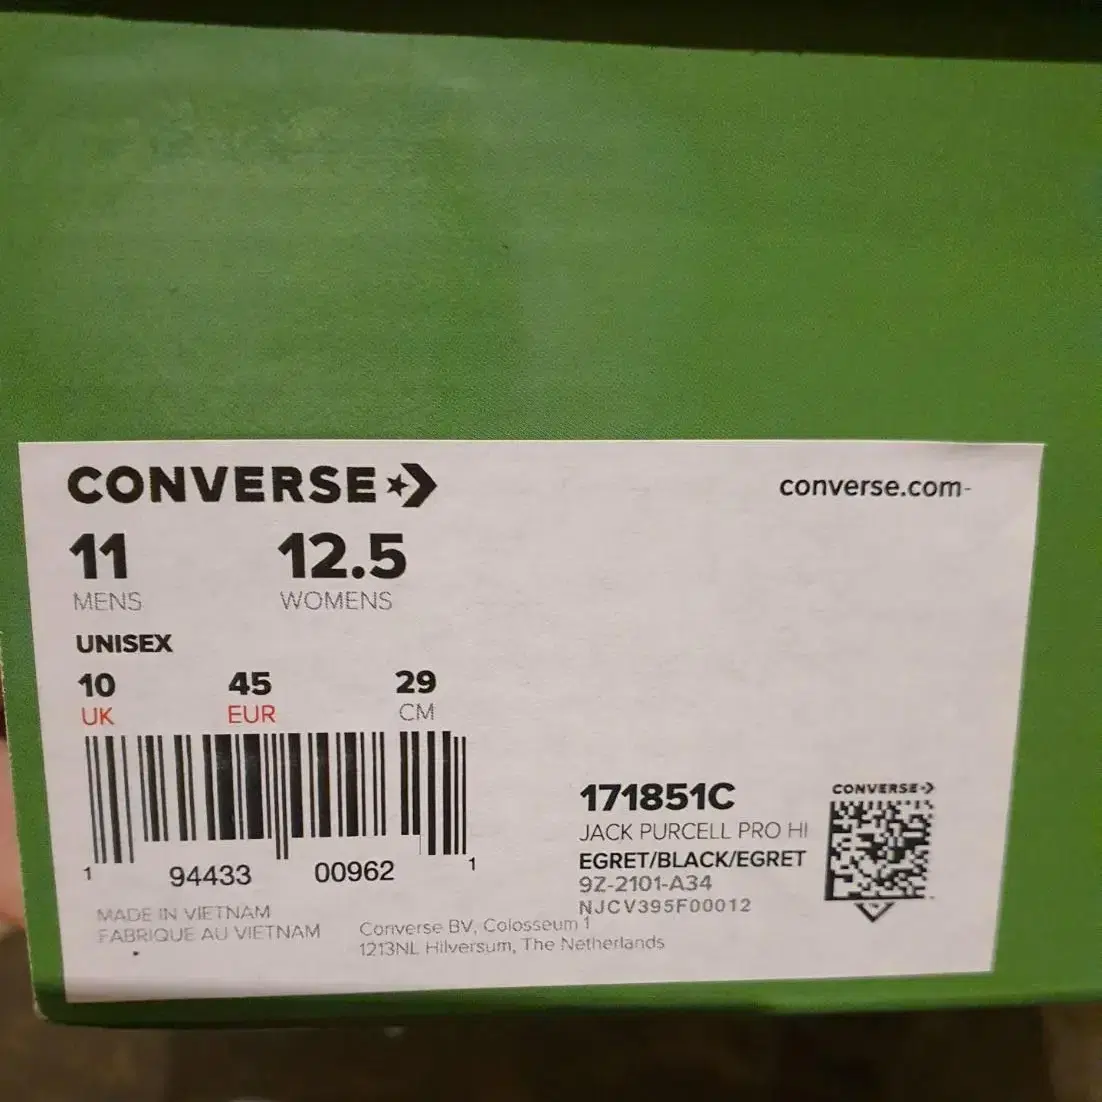 CONVERSE
converse.com-
11 12.5
MENS WOMENS
UNISEX
10 45 29
UK EUR CM
1 94433 00962 1
171851C
JACK PURCELL PRO HI
EGRET/BLACK/EGRET
9Z-2101-A34
NJCV395F00012
CONVERSE
MADE IN VIETNAM
FABRIQUE AU VIETNAM
Converse BV, Colosseum 1
1213NL Hilversum, The Netherlands